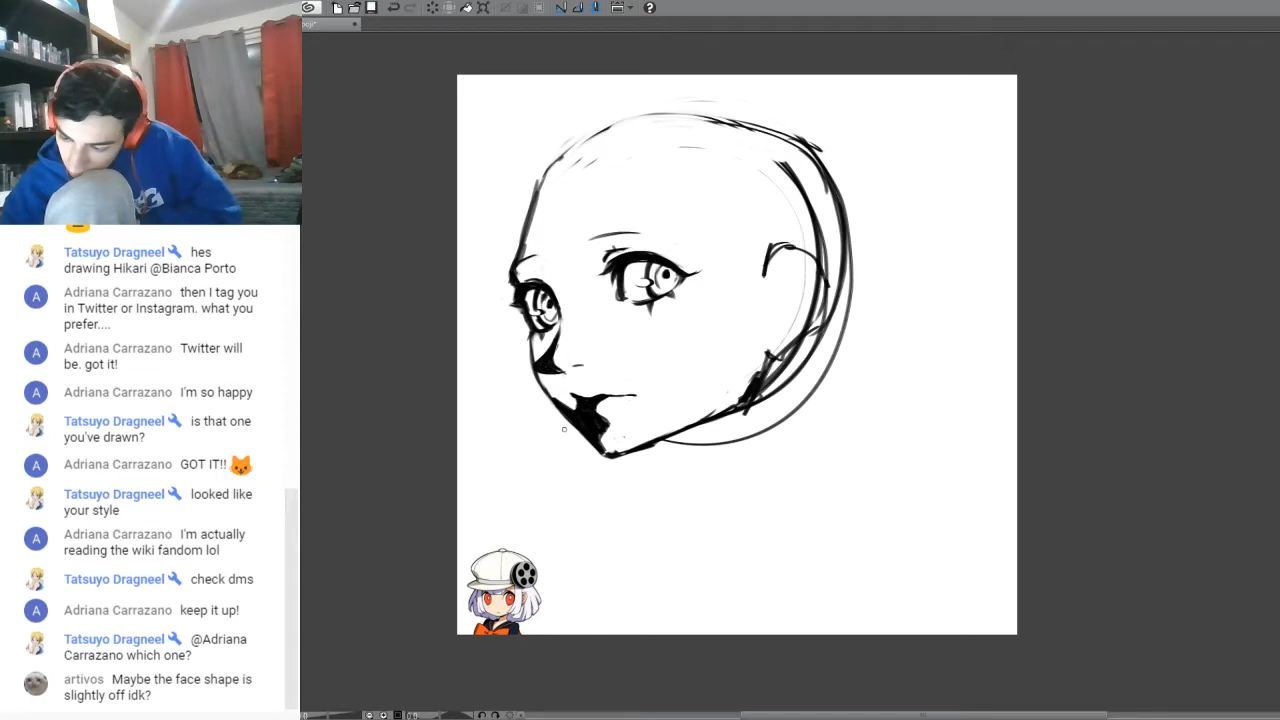 Tatsuyo Dragneel hes
drawing Hikari @Bianca Porto
Adriana Carrazano then I tag you
in Twitter or Instagram. what you
prefer....
Adriana Carrazano Twitter will
be. got it!
Adriana Carrazano I'm so happy
Tatsuyo Dragneel is that one
you've drawn?
Adriana Carrazano GOT IT!!
Tatsuyo Dragneel looked like
your style
Adriana Carrazano I'm actually
reading the wiki fandom lol
Tatsuyo Dragneel check dms
Adriana Carrazano keep it up!
Tatsuyo Dragneel @Adriana
Carrazano which one?
artivos Maybe the face shape is
slightly off idk?
A
A
A
A
A
A